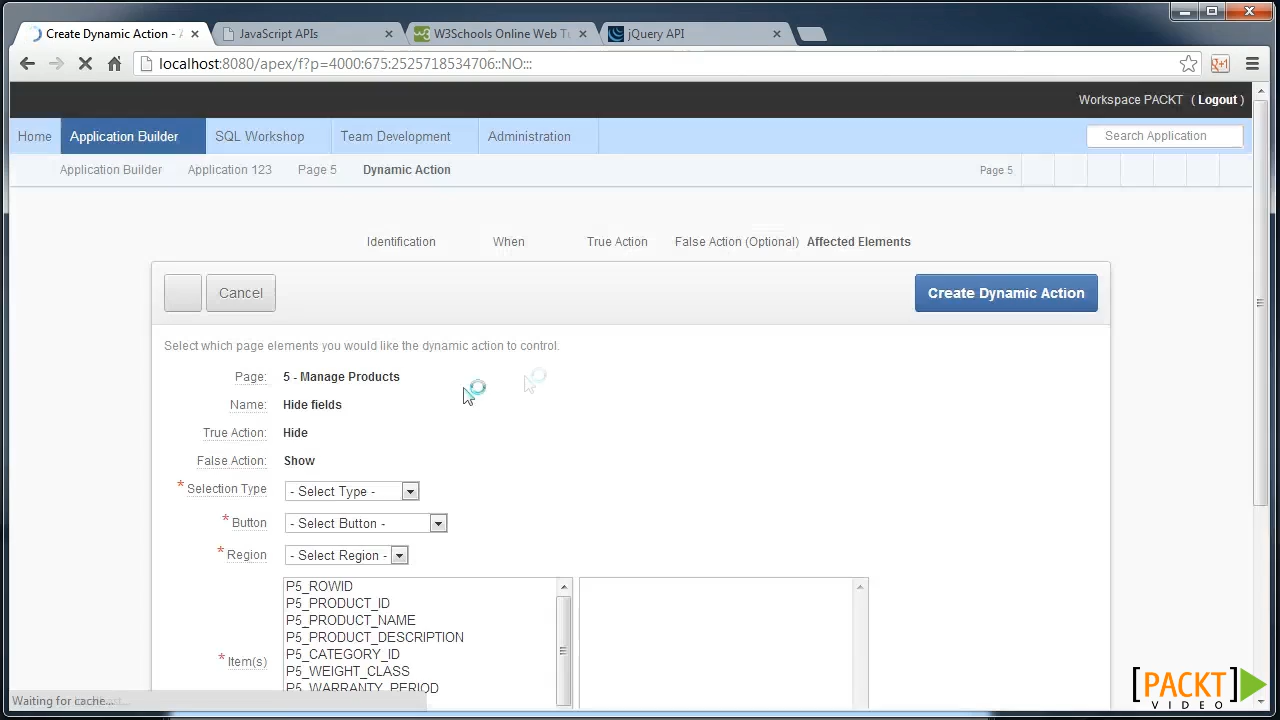 Create Dynamic Action - A
JavaScript APIs
W3Schools Online Web Tu
jQuery API
localhost:8080/apex/f?p=4000:675:2525718534706::NO:::
Workspace PACKT ( Logout )
Home
Application Builder
SQL Workshop
Team Development
Administration
Search Application
Application Builder
Application 123
Page 5
Dynamic Action
Page 5
Identification
When
True Action
False Action (Optional)
Affected Elements
Cancel
Create Dynamic Action
Select which page elements you would like the dynamic action to control.
Page: 5 - Manage Products
Name: Hide fields
True Action: Hide
False Action: Show
* Selection Type - Select Type -
* Button - Select Button -
* Region - Select Region -
P5_ROWID
P5_PRODUCT_ID
P5_PRODUCT_NAME
P5_PRODUCT_DESCRIPTION
P5_CATEGORY_ID
* Item(s)
P5_WEIGHT_CLASS
P5_WARRANTY_PERIOD
Waiting for cache...
[PACKT]
VIDEO